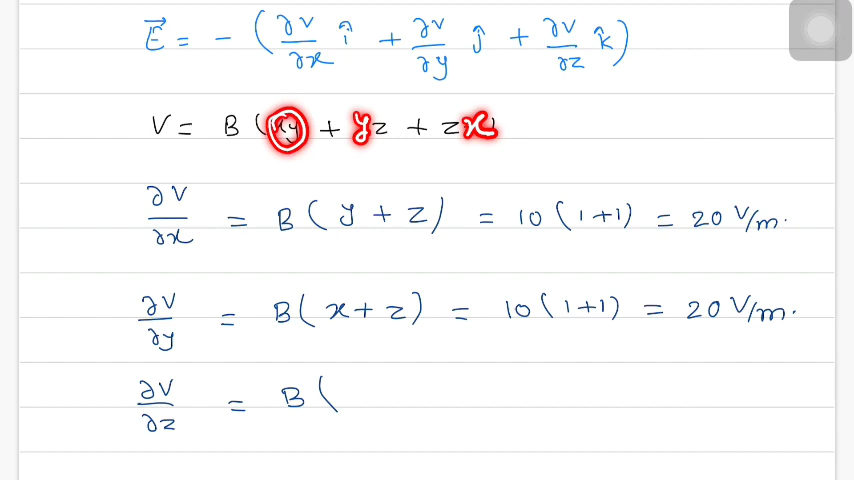 E⃗ = - ( ∂V/∂x î + ∂V/∂y ĵ + ∂V/∂z k̂ )
V = B ( xy + yz + zx )
∂V/∂x = B ( y + z ) = 10 ( 1+1 ) = 20 V/m.
∂V/∂y = B ( x + z ) = 10 ( 1+1 ) = 20 V/m.
∂V/∂z = B (